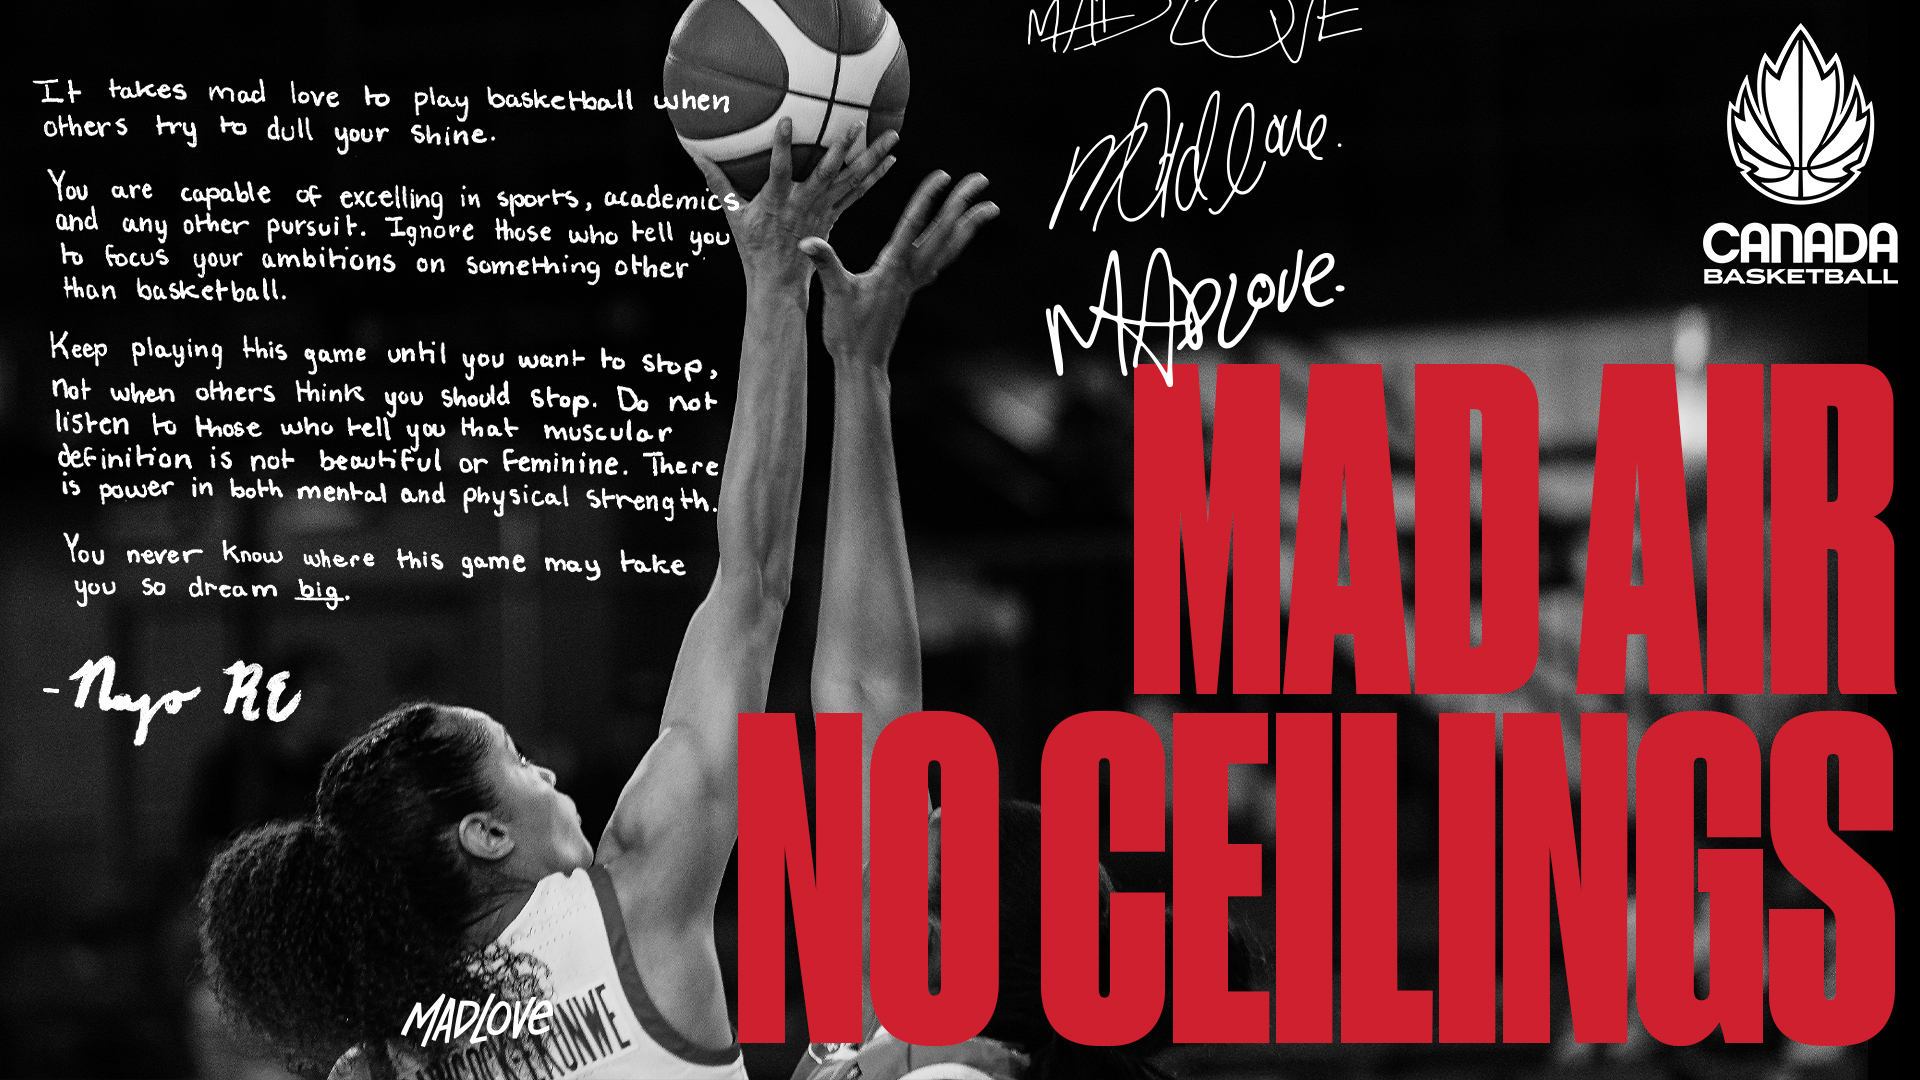 It takes mad love to play basketball when
others try to dull your shine.
You are capable of excelling in sports, academics
and any other pursuit. Ignore those who tell you
to focus your ambitions on something other
than basketball.
Keep playing this game until you want to stop,
not when others think you should stop. Do not
listen to those who tell you that muscular
definition is not beautiful or feminine. There
is power in both mental and physical strength.
You never know where this game may take
you so dream big.
- Nayo RE
MADLOVE
Madlove.
MADLOVE.
CANADA
BASKETBALL
MAD AIR
NO CEILINGS
MADLOVE